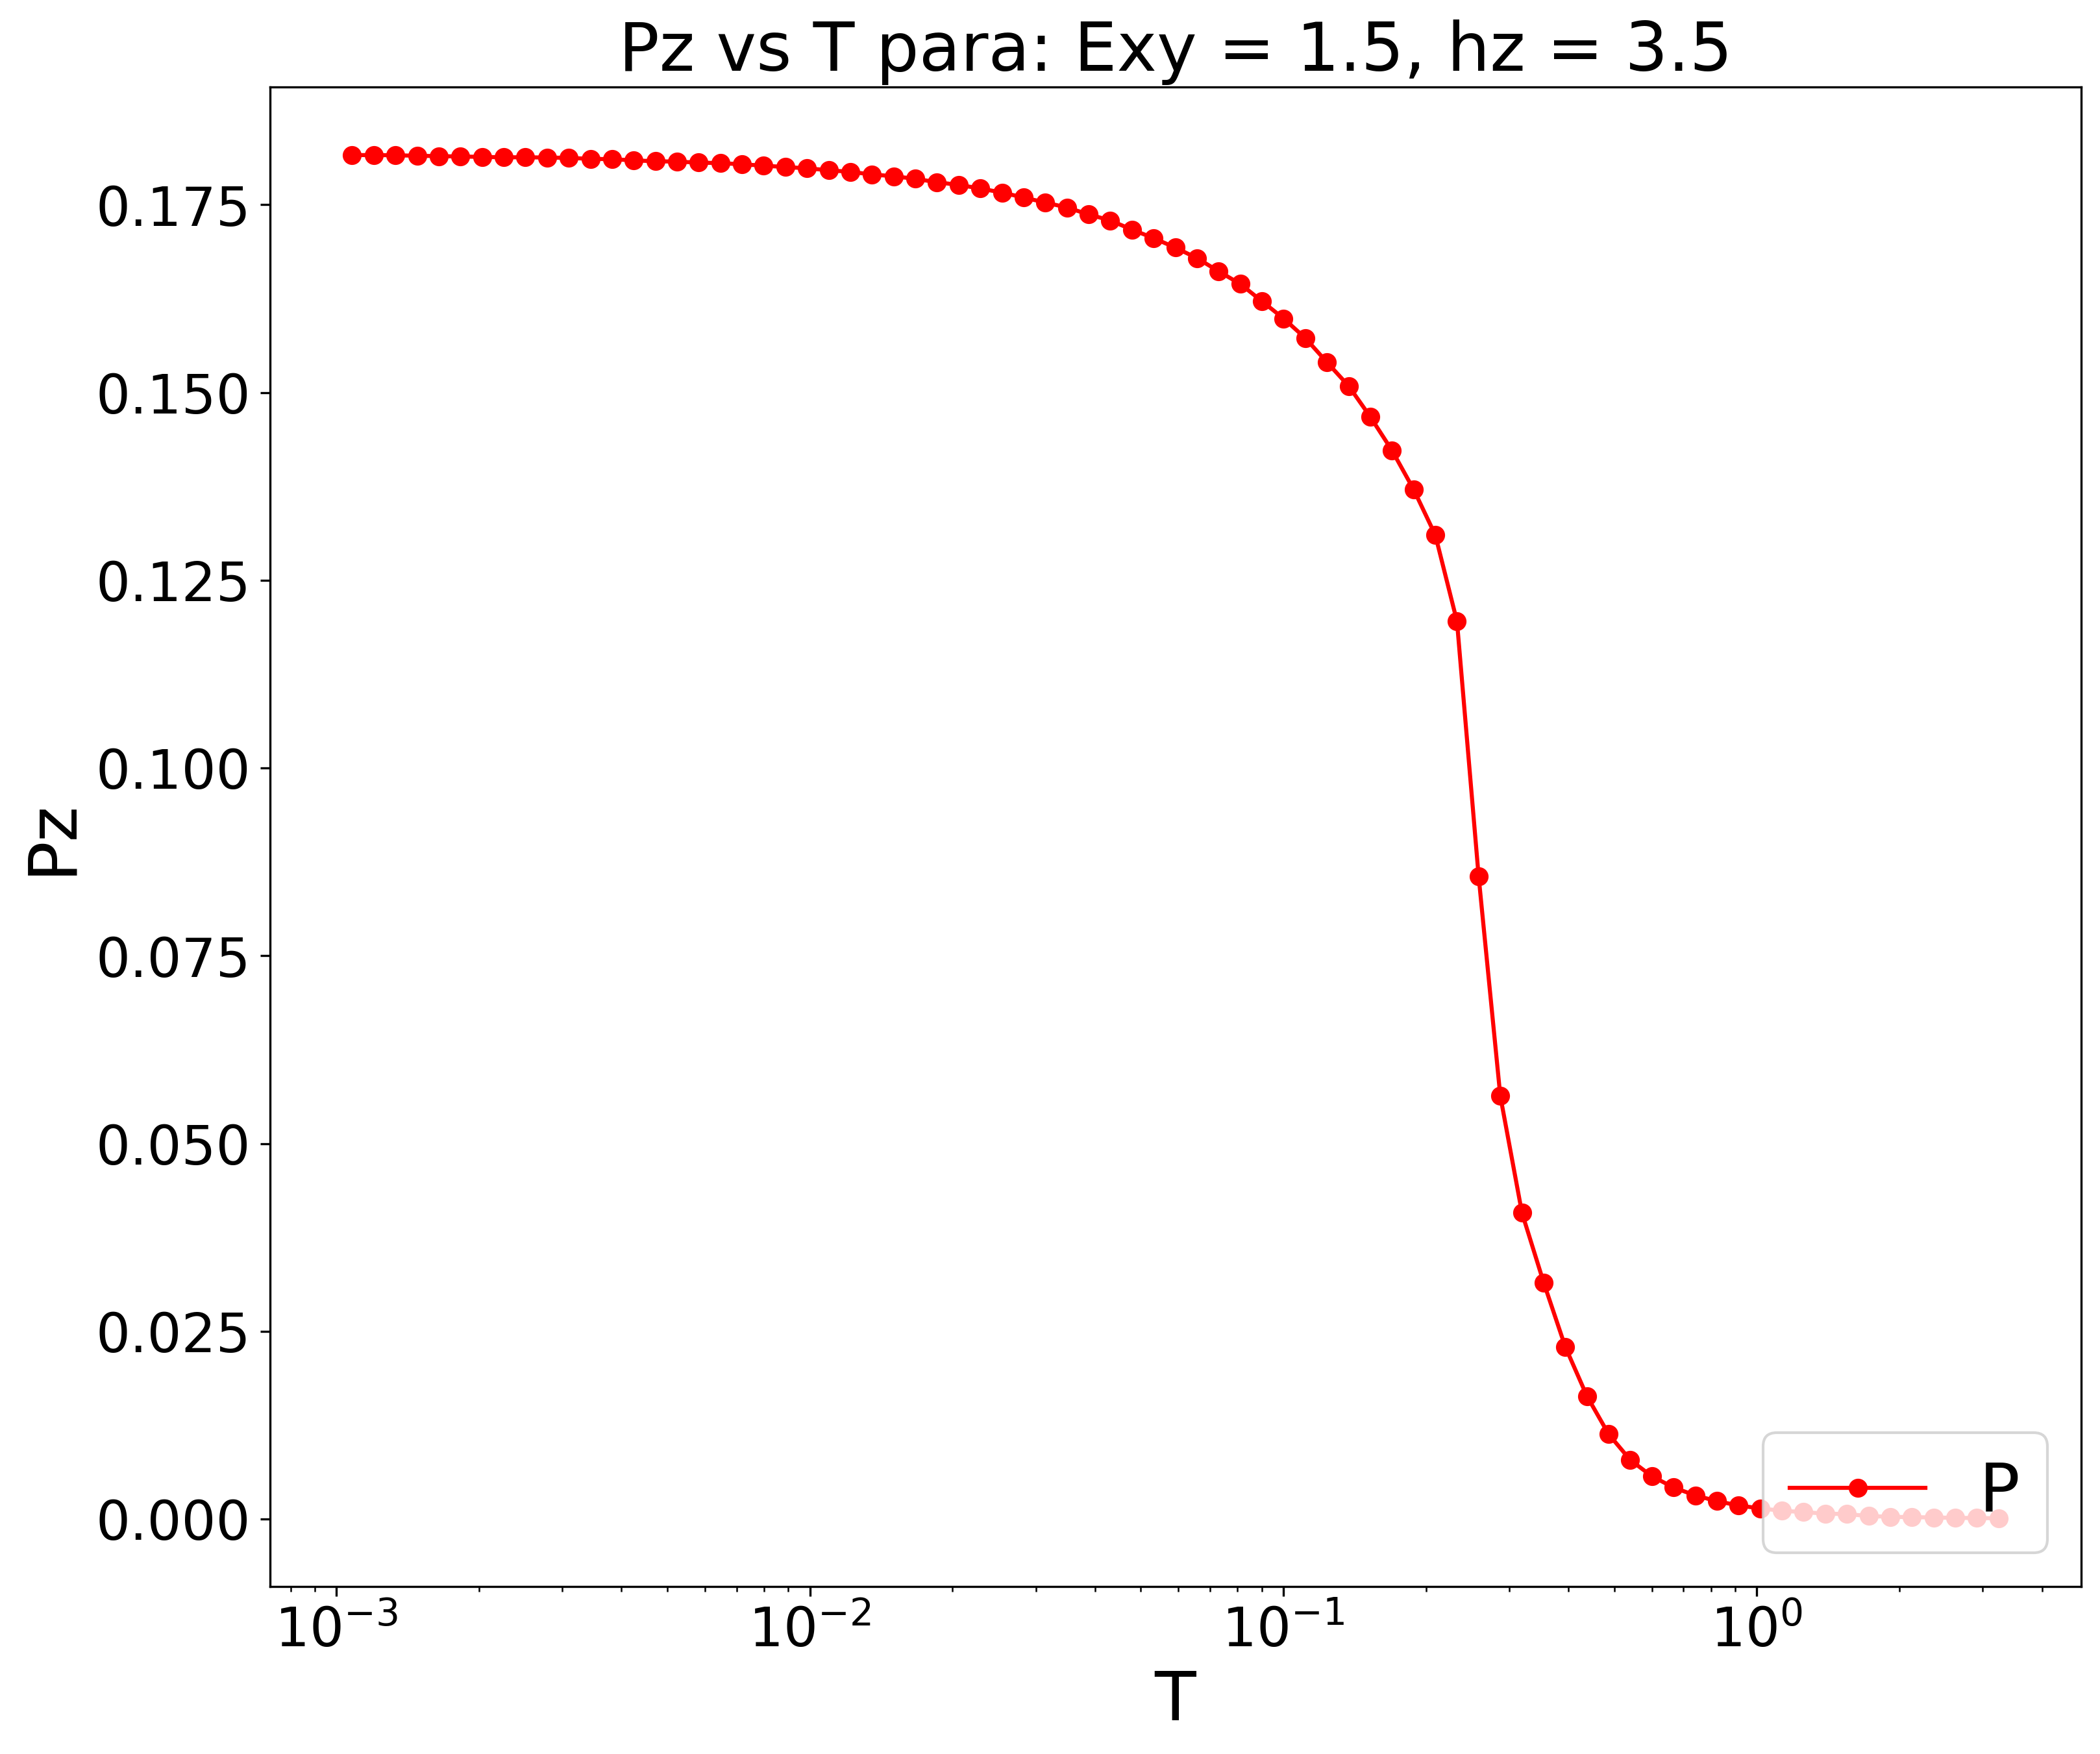 Pz vs T para: Exy = 1.5, hz = 3.5
0.175
0.150
0.125
0.100
0.075
0.050
0.025
0.000
Pz
P
10⁻³ 10⁻² 10⁻¹ 10⁰
T